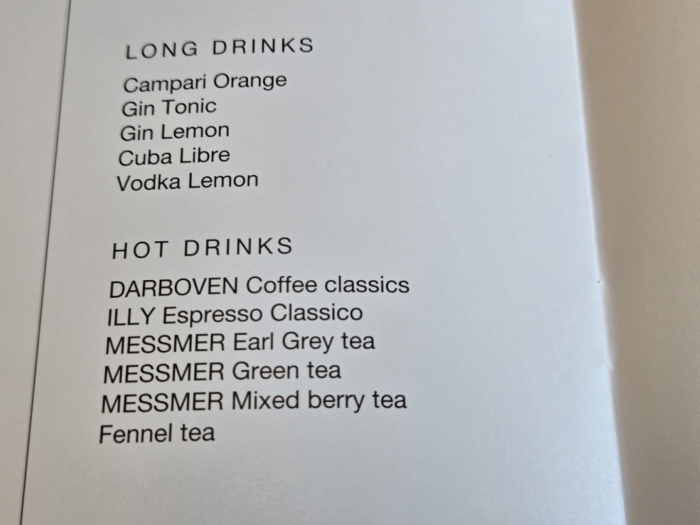 LONG DRINKS
Campari Orange
Gin Tonic
Gin Lemon
Cuba Libre
Vodka Lemon
HOT DRINKS
DARBOVEN Coffee classics
ILLY Espresso Classico
MESSMER Earl Grey tea
MESSMER Green tea
MESSMER Mixed berry tea
Fennel tea